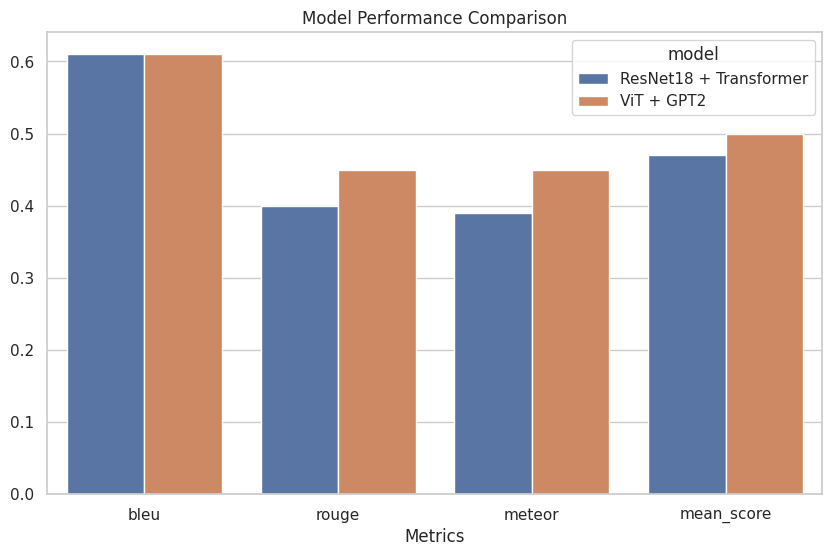 Model Performance Comparison
model
ResNet18 + Transformer
ViT + GPT2
0.6
0.5
0.4
0.3
0.2
0.1
0.0
bleu rouge meteor mean_score
Metrics